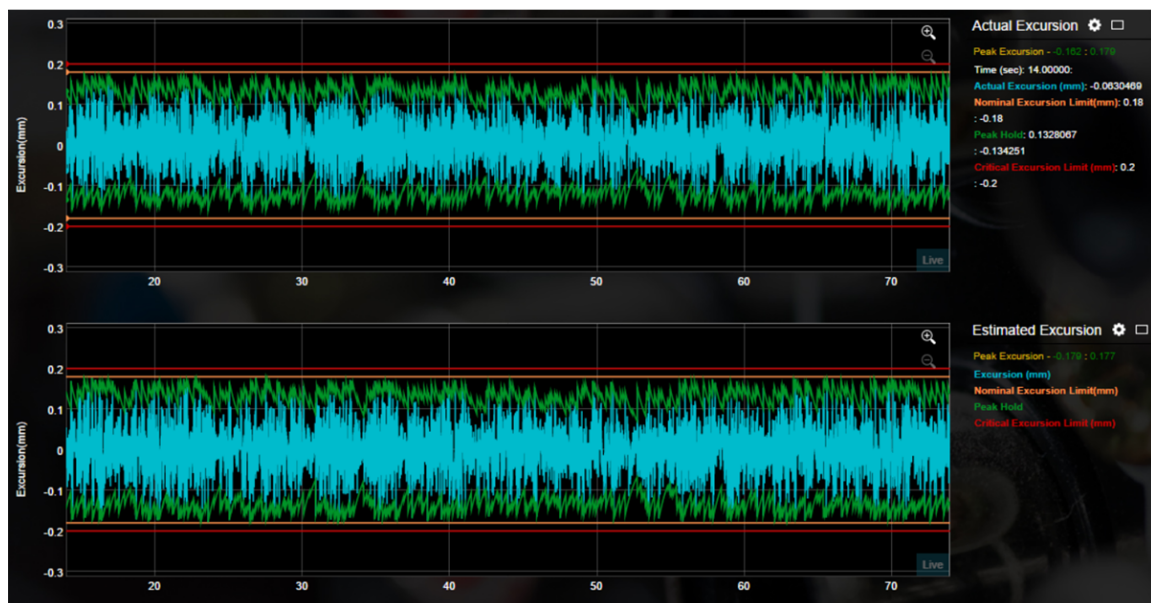 0.3
0.2
0.1
0
-0.1
-0.2
-0.3
Excursion(mm)
20
30
40
50
60
70
Live
Actual Excursion
Peak Excursion - -0.162 : 0.179
Time (sec): 14.00000:
Actual Excursion (mm): -0.0630469
Nominal Excursion Limit(mm): 0.18
: -0.18
Peak Hold: 0.1328067
: -0.134251
Critical Excursion Limit (mm): 0.2
: -0.2
0.3
0.2
0.1
0
-0.1
-0.2
-0.3
Excursion(mm)
20
30
40
50
60
70
Live
Estimated Excursion
Peak Excursion - -0.179 : 0.177
Excursion (mm)
Nominal Excursion Limit(mm)
Peak Hold
Critical Excursion Limit (mm)